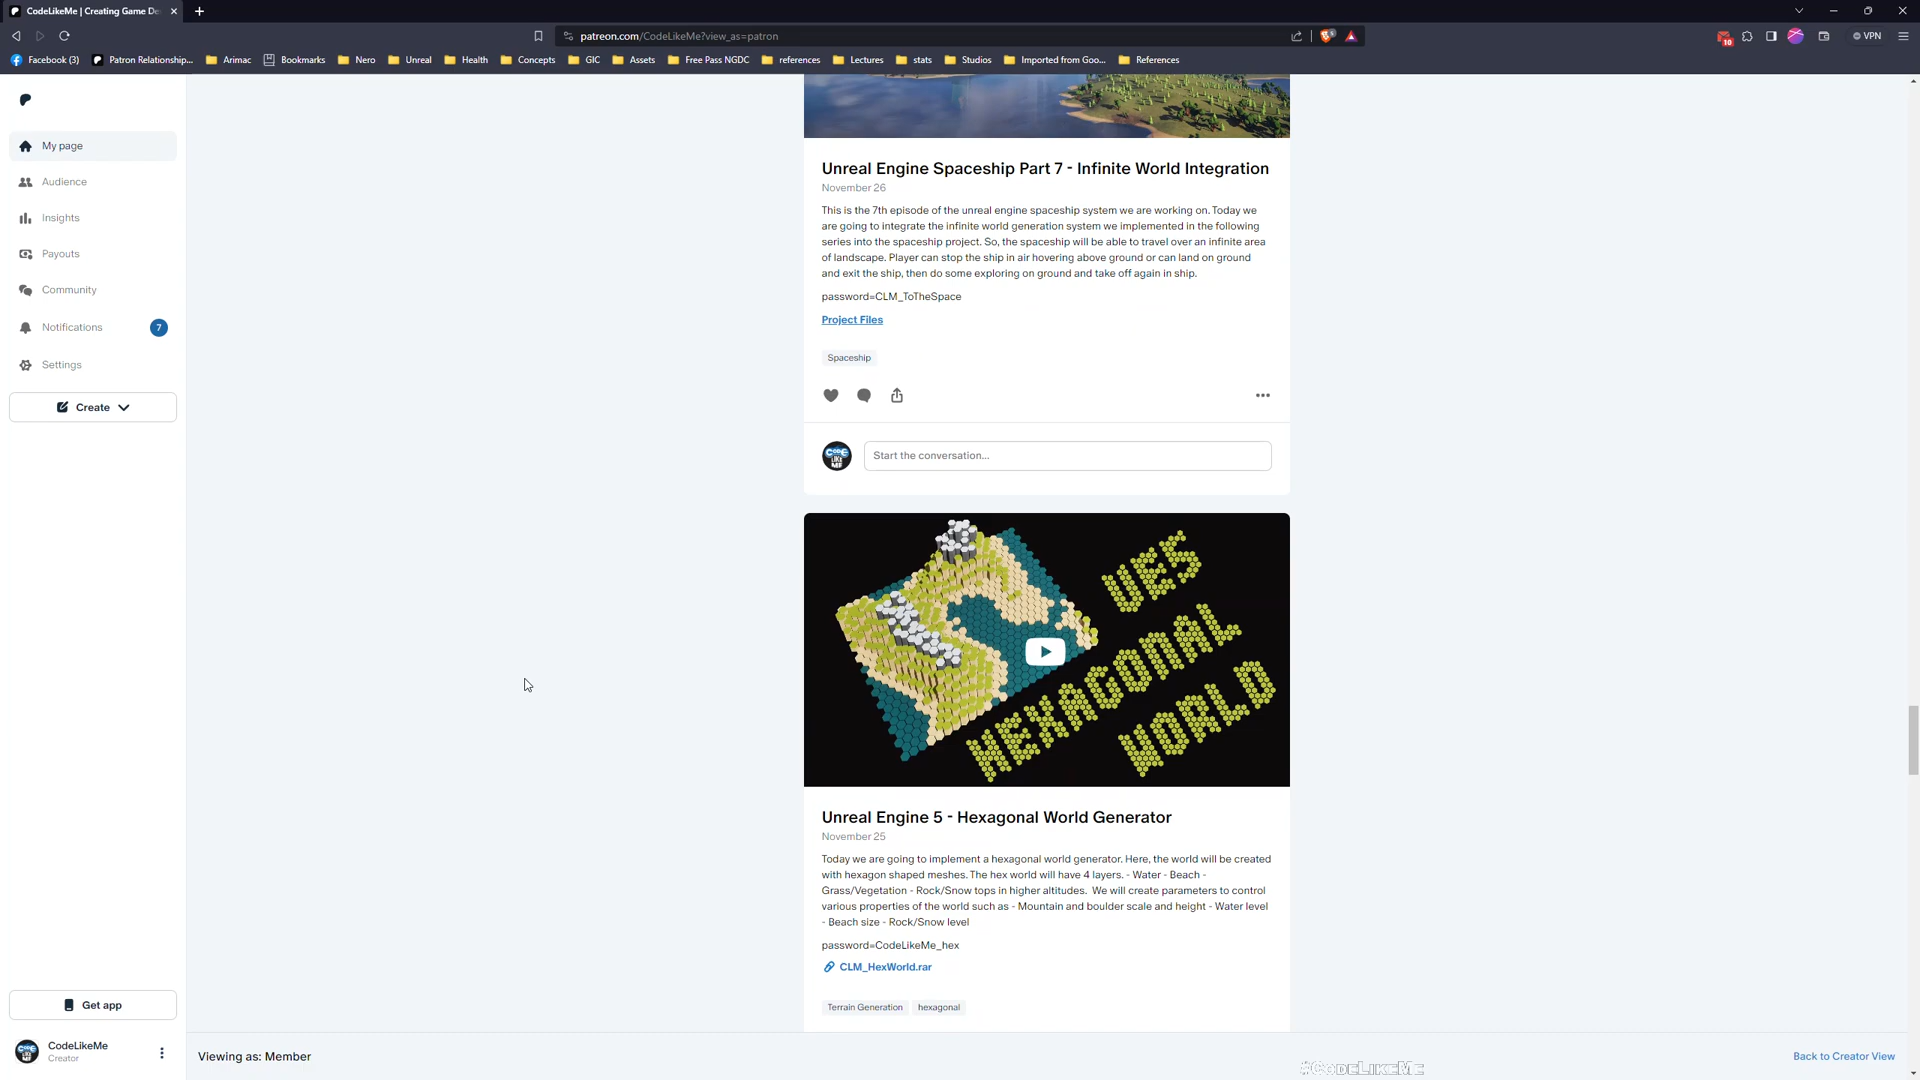 CodeLikeMe | Creating Game De
patreon.com/CodeLikeMe?view_as=patron
10
VPN
Facebook (3)
Patron Relationship...
Arimac
Bookmarks
Nero
Unreal
Health
Concepts
GIC
Assets
Free Pass NGDC
references
Lectures
stats
Studios
Imported from Goo...
References
My page
Audience
Insights
Payouts
Community
Notifications
7
Settings
Create
Unreal Engine Spaceship Part 7 - Infinite World Integration
November 26
This is the 7th episode of the unreal engine spaceship system we are working on. Today we
are going to integrate the infinite world generation system we implemented in the following
series into the spaceship project. So, the spaceship will be able to travel over an infinite area
of landscape. Player can stop the ship in air hovering above ground or can land on ground
and exit the ship, then do some exploring on ground and take off again in ship.
password=CLM_ToTheSpace
Project Files
Spaceship
CODE
LIKE
ME
Start the conversation...
UE5
HEXAGONAL
WORLD
Unreal Engine 5 - Hexagonal World Generator
November 25
Today we are going to implement a hexagonal world generator. Here, the world will be created
with hexagon shaped meshes. The hex world will have 4 layers. - Water - Beach -
Grass/Vegetation - Rock/Snow tops in higher altitudes.  We will create parameters to control
various properties of the world such as - Mountain and boulder scale and height - Water level
- Beach size - Rock/Snow level
password=CodeLikeMe_hex
CLM_HexWorld.rar
Terrain Generation
hexagonal
Get app
CodeLikeMe
Creator
Viewing as: Member
#CodeLikeMe
Back to Creator View